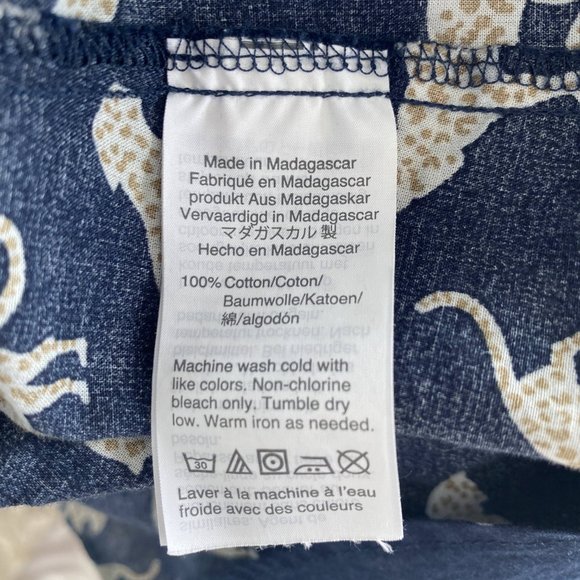 Made in Madagascar
Fabriqué en Madagascar
produkt Aus Madagaskar
Vervaardigd in Madagascar
マダガスカル 製
Hecho en Madagascar
100% Cotton/Coton/
Baumwolle/Katoen/
綿/algodón
Machine wash cold with
like colors. Non-chlorine
bleach only. Tumble dry
low. Warm iron as needed.
30
Laver à la machine à l'eau
froide avec des couleurs